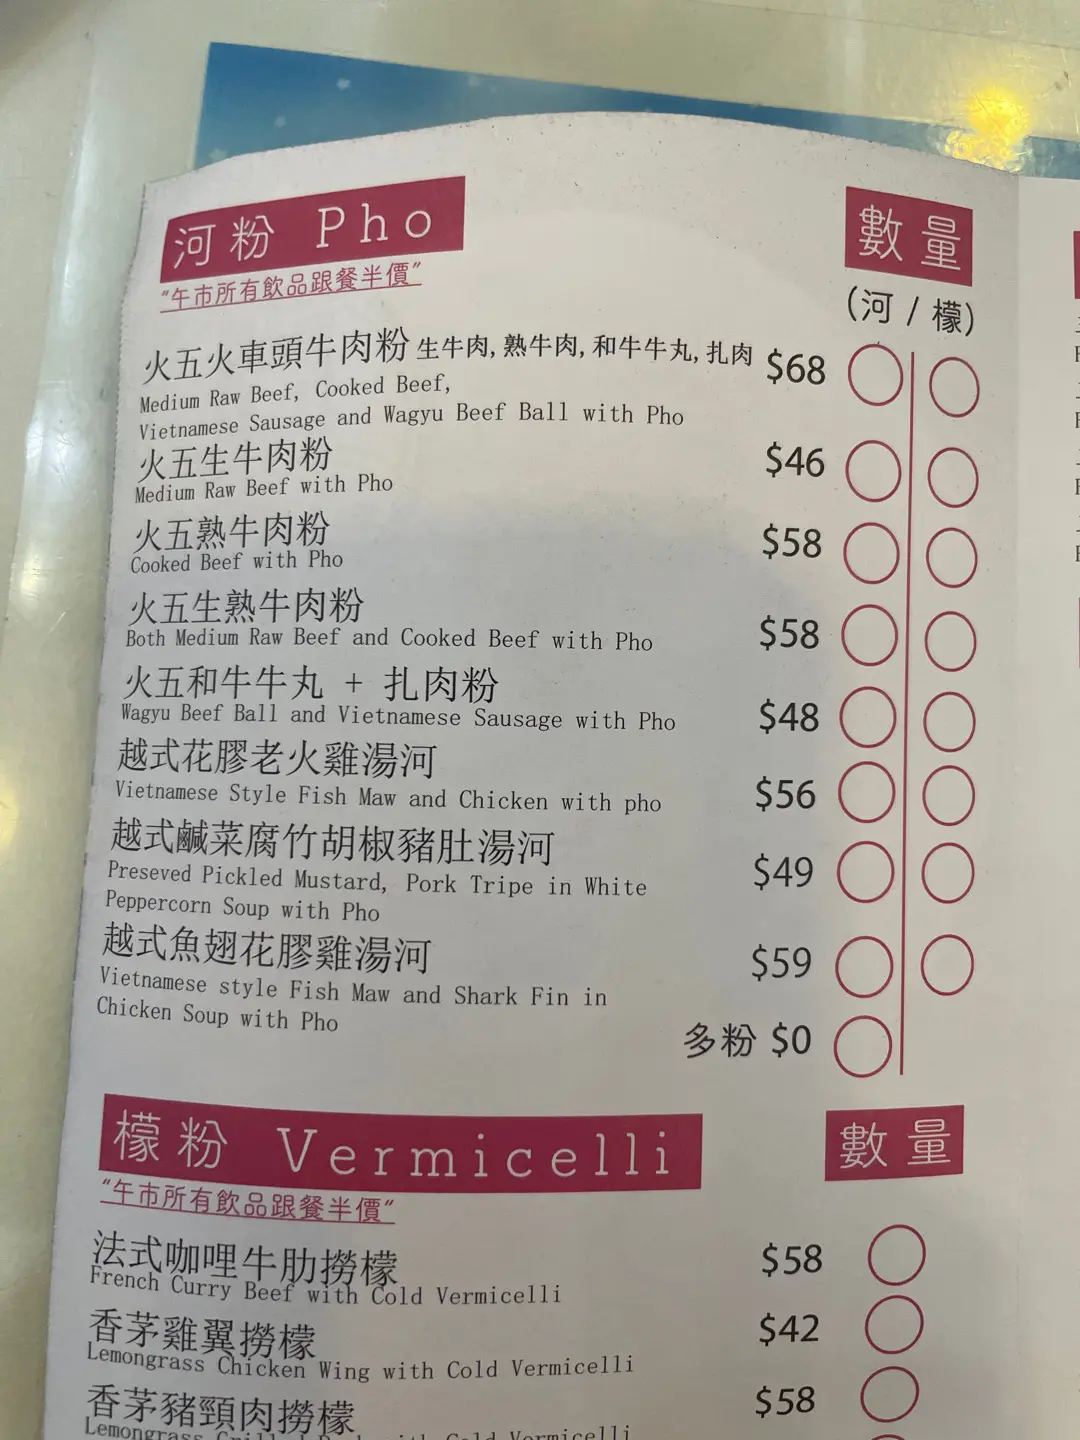 河粉 Pho
數量
"午市所有飲品跟餐半價"
(河 / 檬)
火五火車頭牛肉粉 生牛肉, 熟牛肉, 和牛牛丸, 扎肉 $68
Medium Raw Beef, Cooked Beef,
Vietnamese Sausage and Wagyu Beef Ball with Pho
火五生牛肉粉 $46
Medium Raw Beef with Pho
火五熟牛肉粉 $58
Cooked Beef with Pho
火五生熟牛肉粉 $58
Both Medium Raw Beef and Cooked Beef with Pho
火五和牛牛丸 + 扎肉粉 $48
Wagyu Beef Ball and Vietnamese Sausage with Pho
越式花膠老火雞湯河 $56
Vietnamese Style Fish Maw and Chicken with pho
越式鹹菜腐竹胡椒豬肚湯河 $49
Preseved Pickled Mustard, Pork Tripe in White
Peppercorn Soup with Pho
越式魚翅花膠雞湯河 $59
Vietnamese style Fish Maw and Shark Fin in
Chicken Soup with Pho
多粉 $0
檬粉 Vermicelli
數量
"午市所有飲品跟餐半價"
法式咖哩牛肋撈檬 $58
French Curry Beef with Cold Vermicelli
香茅雞翼撈檬 $42
Lemongrass Chicken Wing with Cold Vermicelli
香茅豬頸肉撈檬 $58
Lemongrass Grilled Pork with Cold Vermicelli